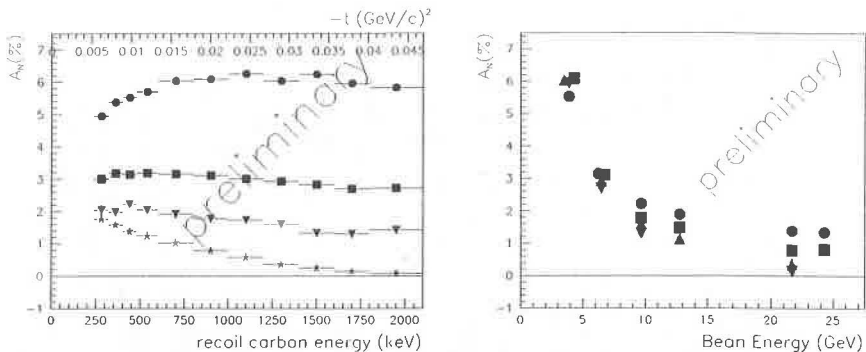 −t (GeV/c)²
0.005 0.01 0.015 0.02 0.025 0.03 0.035 0.04 0.045
A_N(%)
7
6
5
4
3
2
1
0
−1
preliminary
0 250 500 750 1000 1250 1500 1750 2000
recoil carbon energy (keV)
A_N(%)
7
6
5
4
3
2
1
0
−1
preliminary
0 5 10 15 20 25
Bean Energy (GeV)